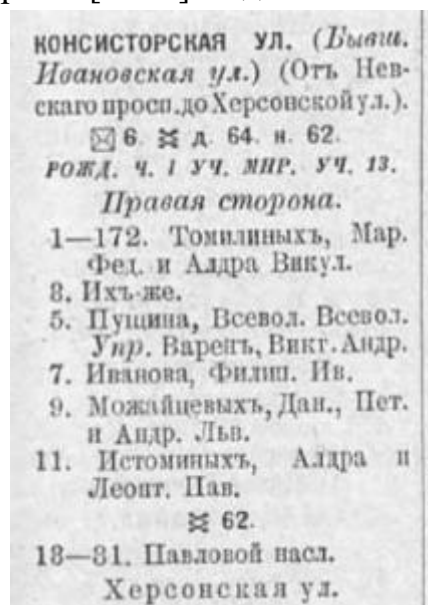 КОНСИСТОРСКАЯ УЛ. (Бывш.
Ивановская ул.) (Отъ Нев-
скаго просп. до Херсонской ул.).
6. д. 64. н. 62.
РОЖД. Ч. I УЧ. МИР. УЧ. 13.
Правая сторона.
1—172. Томилиныхъ, Мар.
Фед. и Алдра Викул.
3. Ихъ-же.
5. Пущина, Всевол. Всевол.
Упр. Варенъ, Викт. Андр.
7. Иванова, Филип. Ив.
9. Можайцевыхъ, Дан., Пет.
и Андр. Льв.
11. Истоминыхъ, Алдра и
Леонт. Пав.
62.
13—31. Павловой насл.
Херсонская ул.